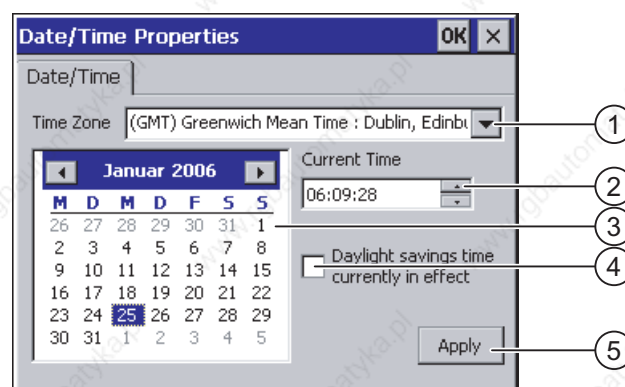 Date/Time Properties OK ×
Date/Time
Time Zone (GMT) Greenwich Mean Time : Dublin, Edinbu
1
Januar 2006
Current Time
06:09:28
2
M D M D F S S
26 27 28 29 30 31 1
3
2 3 4 5 6 7 8
9 10 11 12 13 14 15
16 17 18 19 20 21 22
23 24 25 26 27 28 29
30 31 1 2 3 4 5
Daylight savings time
currently in effect
4
Apply
5